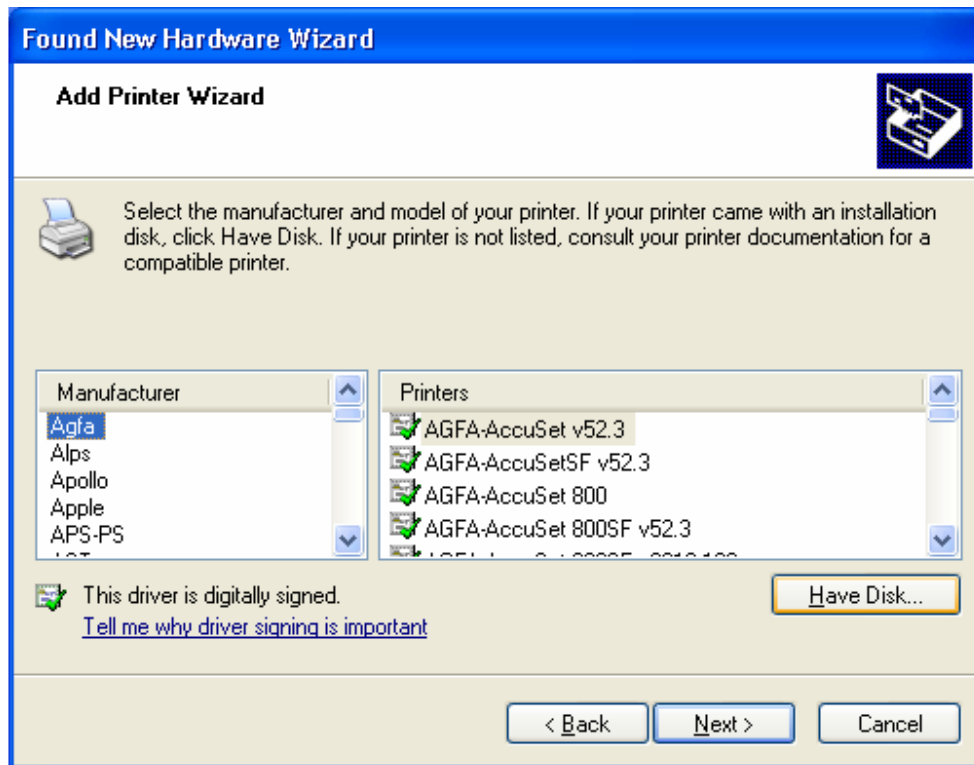 Found New Hardware Wizard
Add Printer Wizard
Select the manufacturer and model of your printer. If your printer came with an installation
disk, click Have Disk. If your printer is not listed, consult your printer documentation for a
compatible printer.
Manufacturer
Agfa
Alps
Apollo
Apple
APS-PS
Printers
AGFA-AccuSet v52.3
AGFA-AccuSetSF v52.3
AGFA-AccuSet 800
AGFA-AccuSet 800SF v52.3
This driver is digitally signed.
Tell me why driver signing is important
Have Disk...
< Back
Next >
Cancel